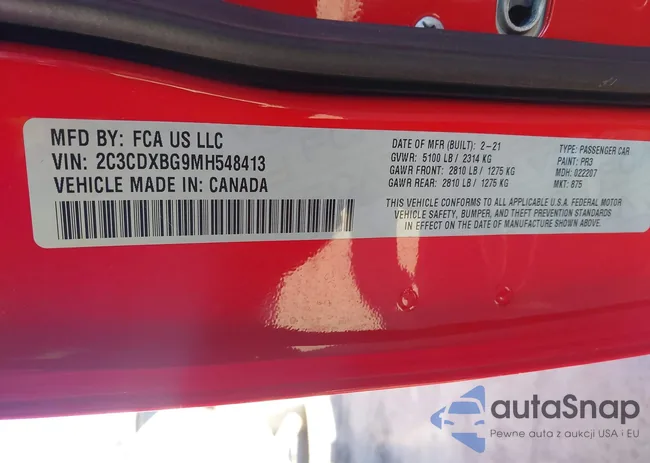 MFD BY: FCA US LLC
VIN: 2C3CDXBG9MH548413
VEHICLE MADE IN: CANADA
DATE OF MFR (BUILT): 2-21
GVWR: 5100 LB / 2314 KG
GAWR FRONT: 2810 LB / 1275 KG
GAWR REAR: 2810 LB / 1275 KG
TYPE: PASSENGER CAR
PAINT: PR3
MDH: 022207
MKT: 875
THIS VEHICLE CONFORMS TO ALL APPLICABLE U.S.A. FEDERAL MOTOR
VEHICLE SAFETY, BUMPER, AND THEFT PREVENTION STANDARDS
IN EFFECT ON THE DATE OF MANUFACTURE SHOWN ABOVE.
autaSnap
Pewne auta z aukcji USA i EU